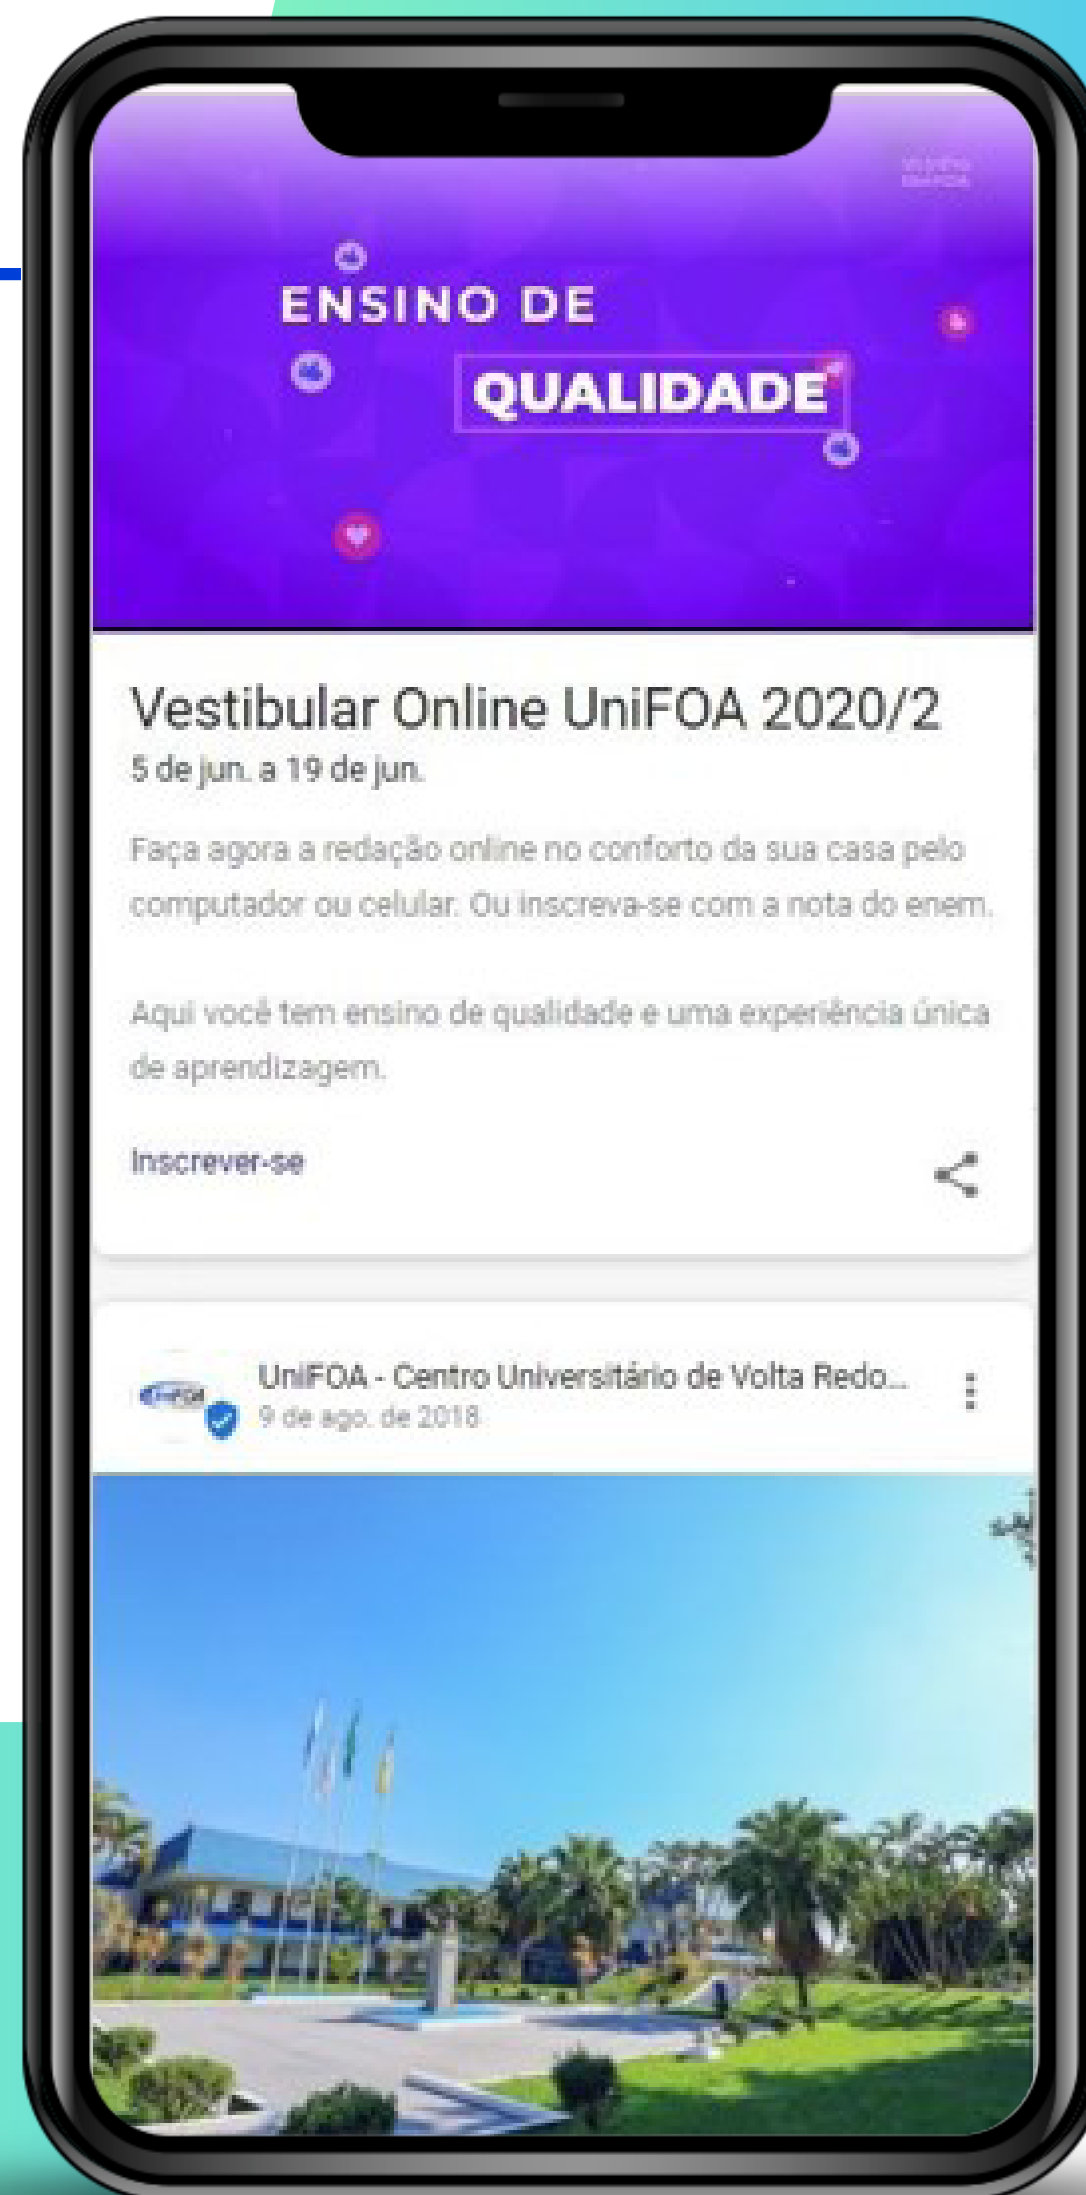 ENSINO DE
QUALIDADE
Vestibular Online UniFOA 2020/2
5 de jun. a 19 de jun.
Faça agora a redação online no conforto da sua casa pelo
computador ou celular. Ou inscreva-se com a nota do enem.
Aqui você tem ensino de qualidade e uma experiência única
de aprendizagem.
Inscrever-se
UniFOA - Centro Universitário de Volta Redo...
9 de ago. de 2018